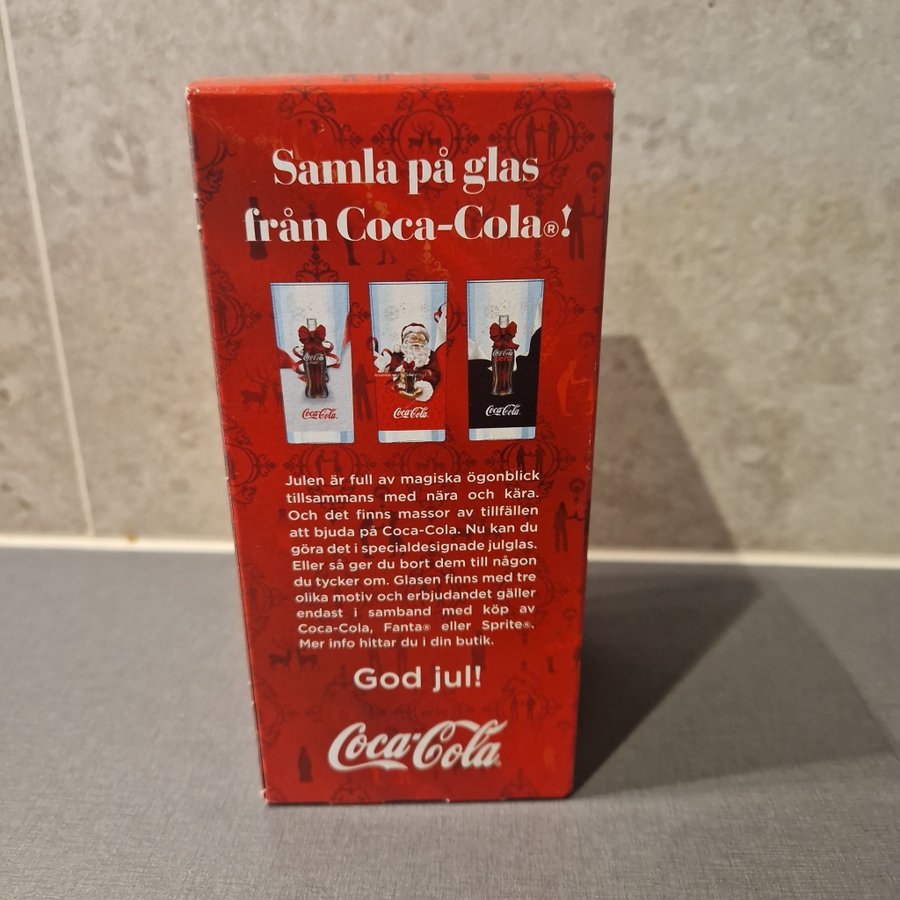 Samla på glas
från Coca-Cola®!
Coca-Cola
Coca-Cola
Coca-Cola
Coca-Cola
Coca-Cola
Julen är full av magiska ögonblick
tillsammans med nära och kära.
Och det finns massor av tillfällen
att bjuda på Coca-Cola. Nu kan du
göra det i specialdesignade julglas.
Eller så ger du bort dem till någon
du tycker om. Glasen finns med tre
olika motiv och erbjudandet gäller
endast i samband med köp av
Coca-Cola, Fanta® eller Sprite®.
Mer info hittar du i din butik.
God jul!
Coca-Cola